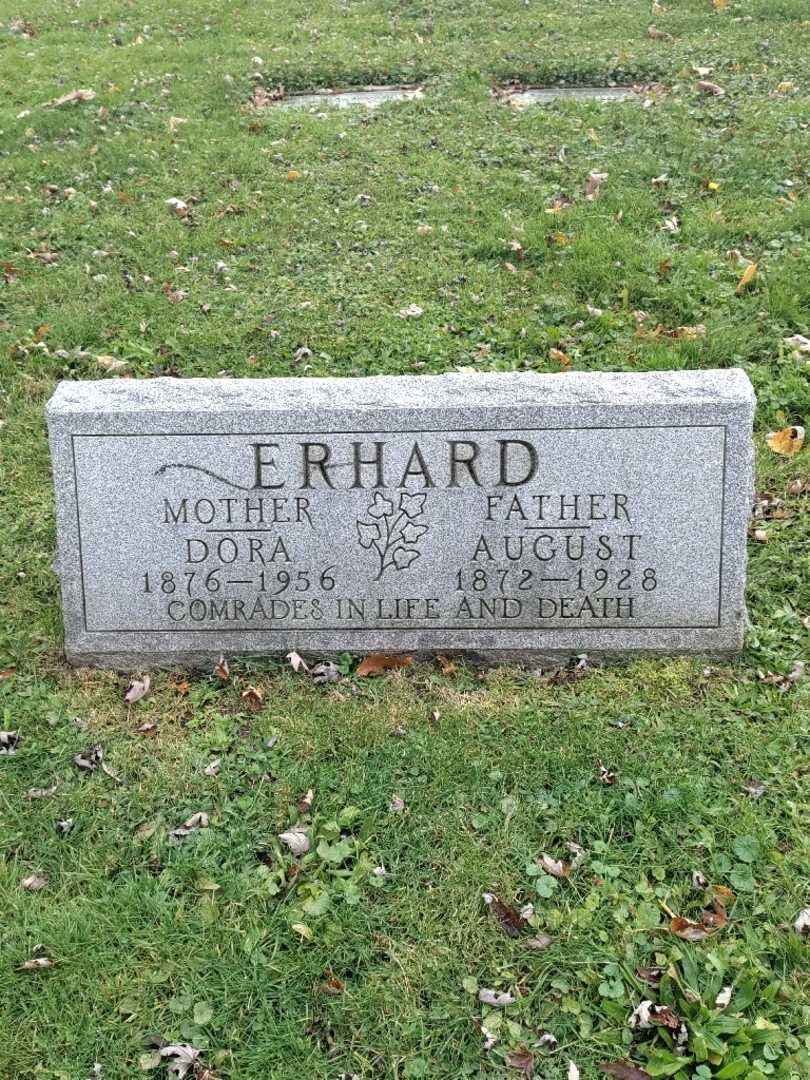 ERHARD
MOTHER FATHER
DORA AUGUST
1876—1956 1872—1928
COMRADES IN LIFE AND DEATH